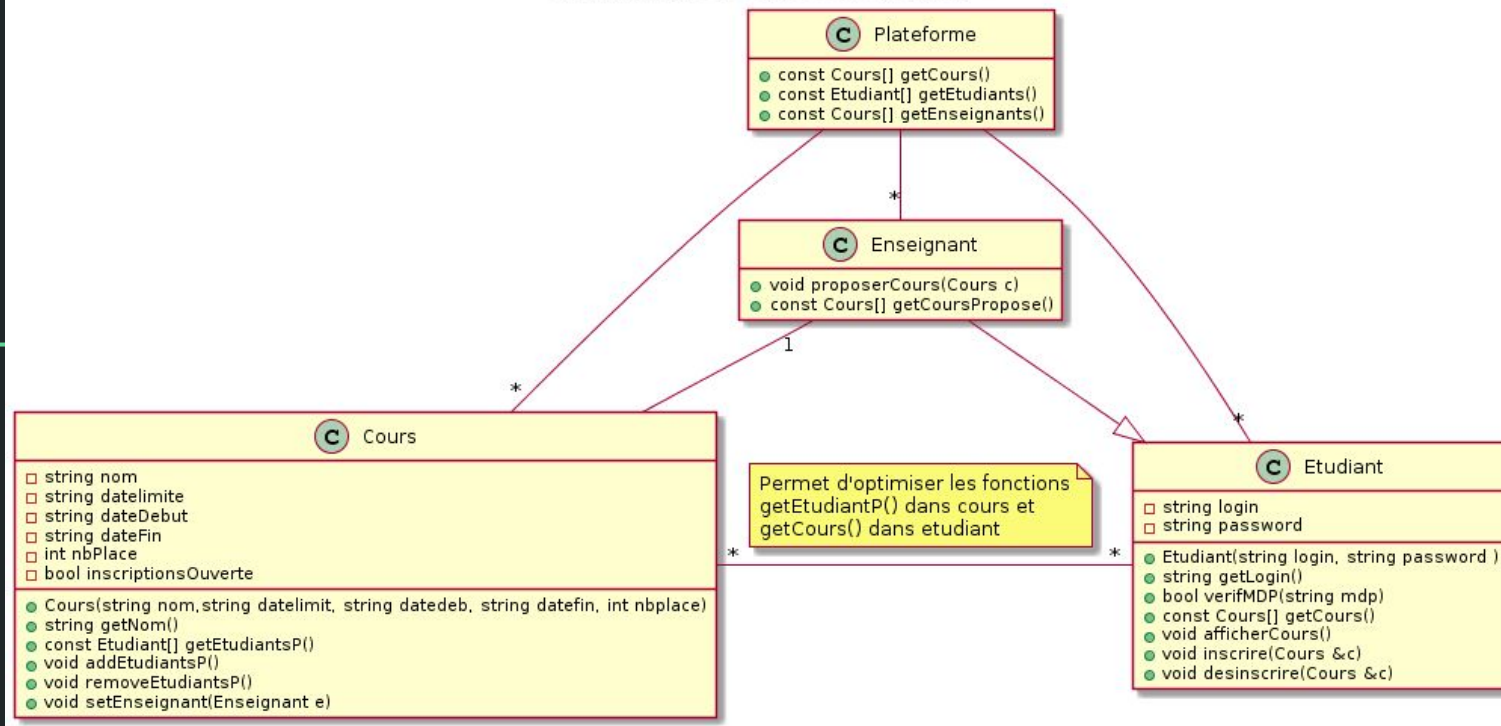 C Plateforme
const Cours[] getCours()
const Etudiant[] getEtudiants()
const Cours[] getEnseignants()
*
C Enseignant
void proposerCours(Cours c)
const Cours[] getCoursPropose()
1
*
*
C Cours
string nom
string datelimite
string dateDebut
string dateFin
int nbPlace
bool inscriptionsOuverte
Cours(string nom,string datelimit, string datedeb, string datefin, int nbplace)
string getNom()
const Etudiant[] getEtudiantsP()
void addEtudiantsP()
void removeEtudiantsP()
void setEnseignant(Enseignant e)
Permet d'optimiser les fonctions
getEtudiantP() dans cours et
getCours() dans etudiant
*
*
C Etudiant
string login
string password
Etudiant(string login, string password )
string getLogin()
bool verifMDP(string mdp)
const Cours[] getCours()
void afficherCours()
void inscrire(Cours &c)
void desinscrire(Cours &c)